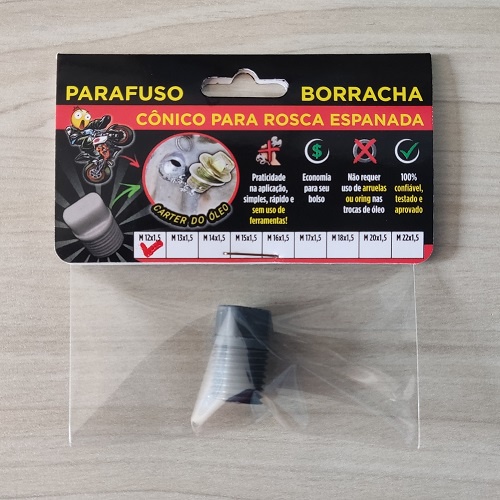 PARAFUSO BORRACHA
CÔNICO PARA ROSCA ESPANADA
CARTER DO ÓLEO
Praticidade
na aplicação,
simples, rápido e
sem uso de
ferramentas!
Economia
para seu
bolso
Não requer
uso de arruelas
ou oring nas
trocas de óleo
100%
confiável,
testado e
aprovado
M 12x1,5 M 13x1,5 M 14x1,5 M 15x1,5 M 16x1,5 M 17x1,5 M 18x1,5 M 20x1,5 M 22x1,5